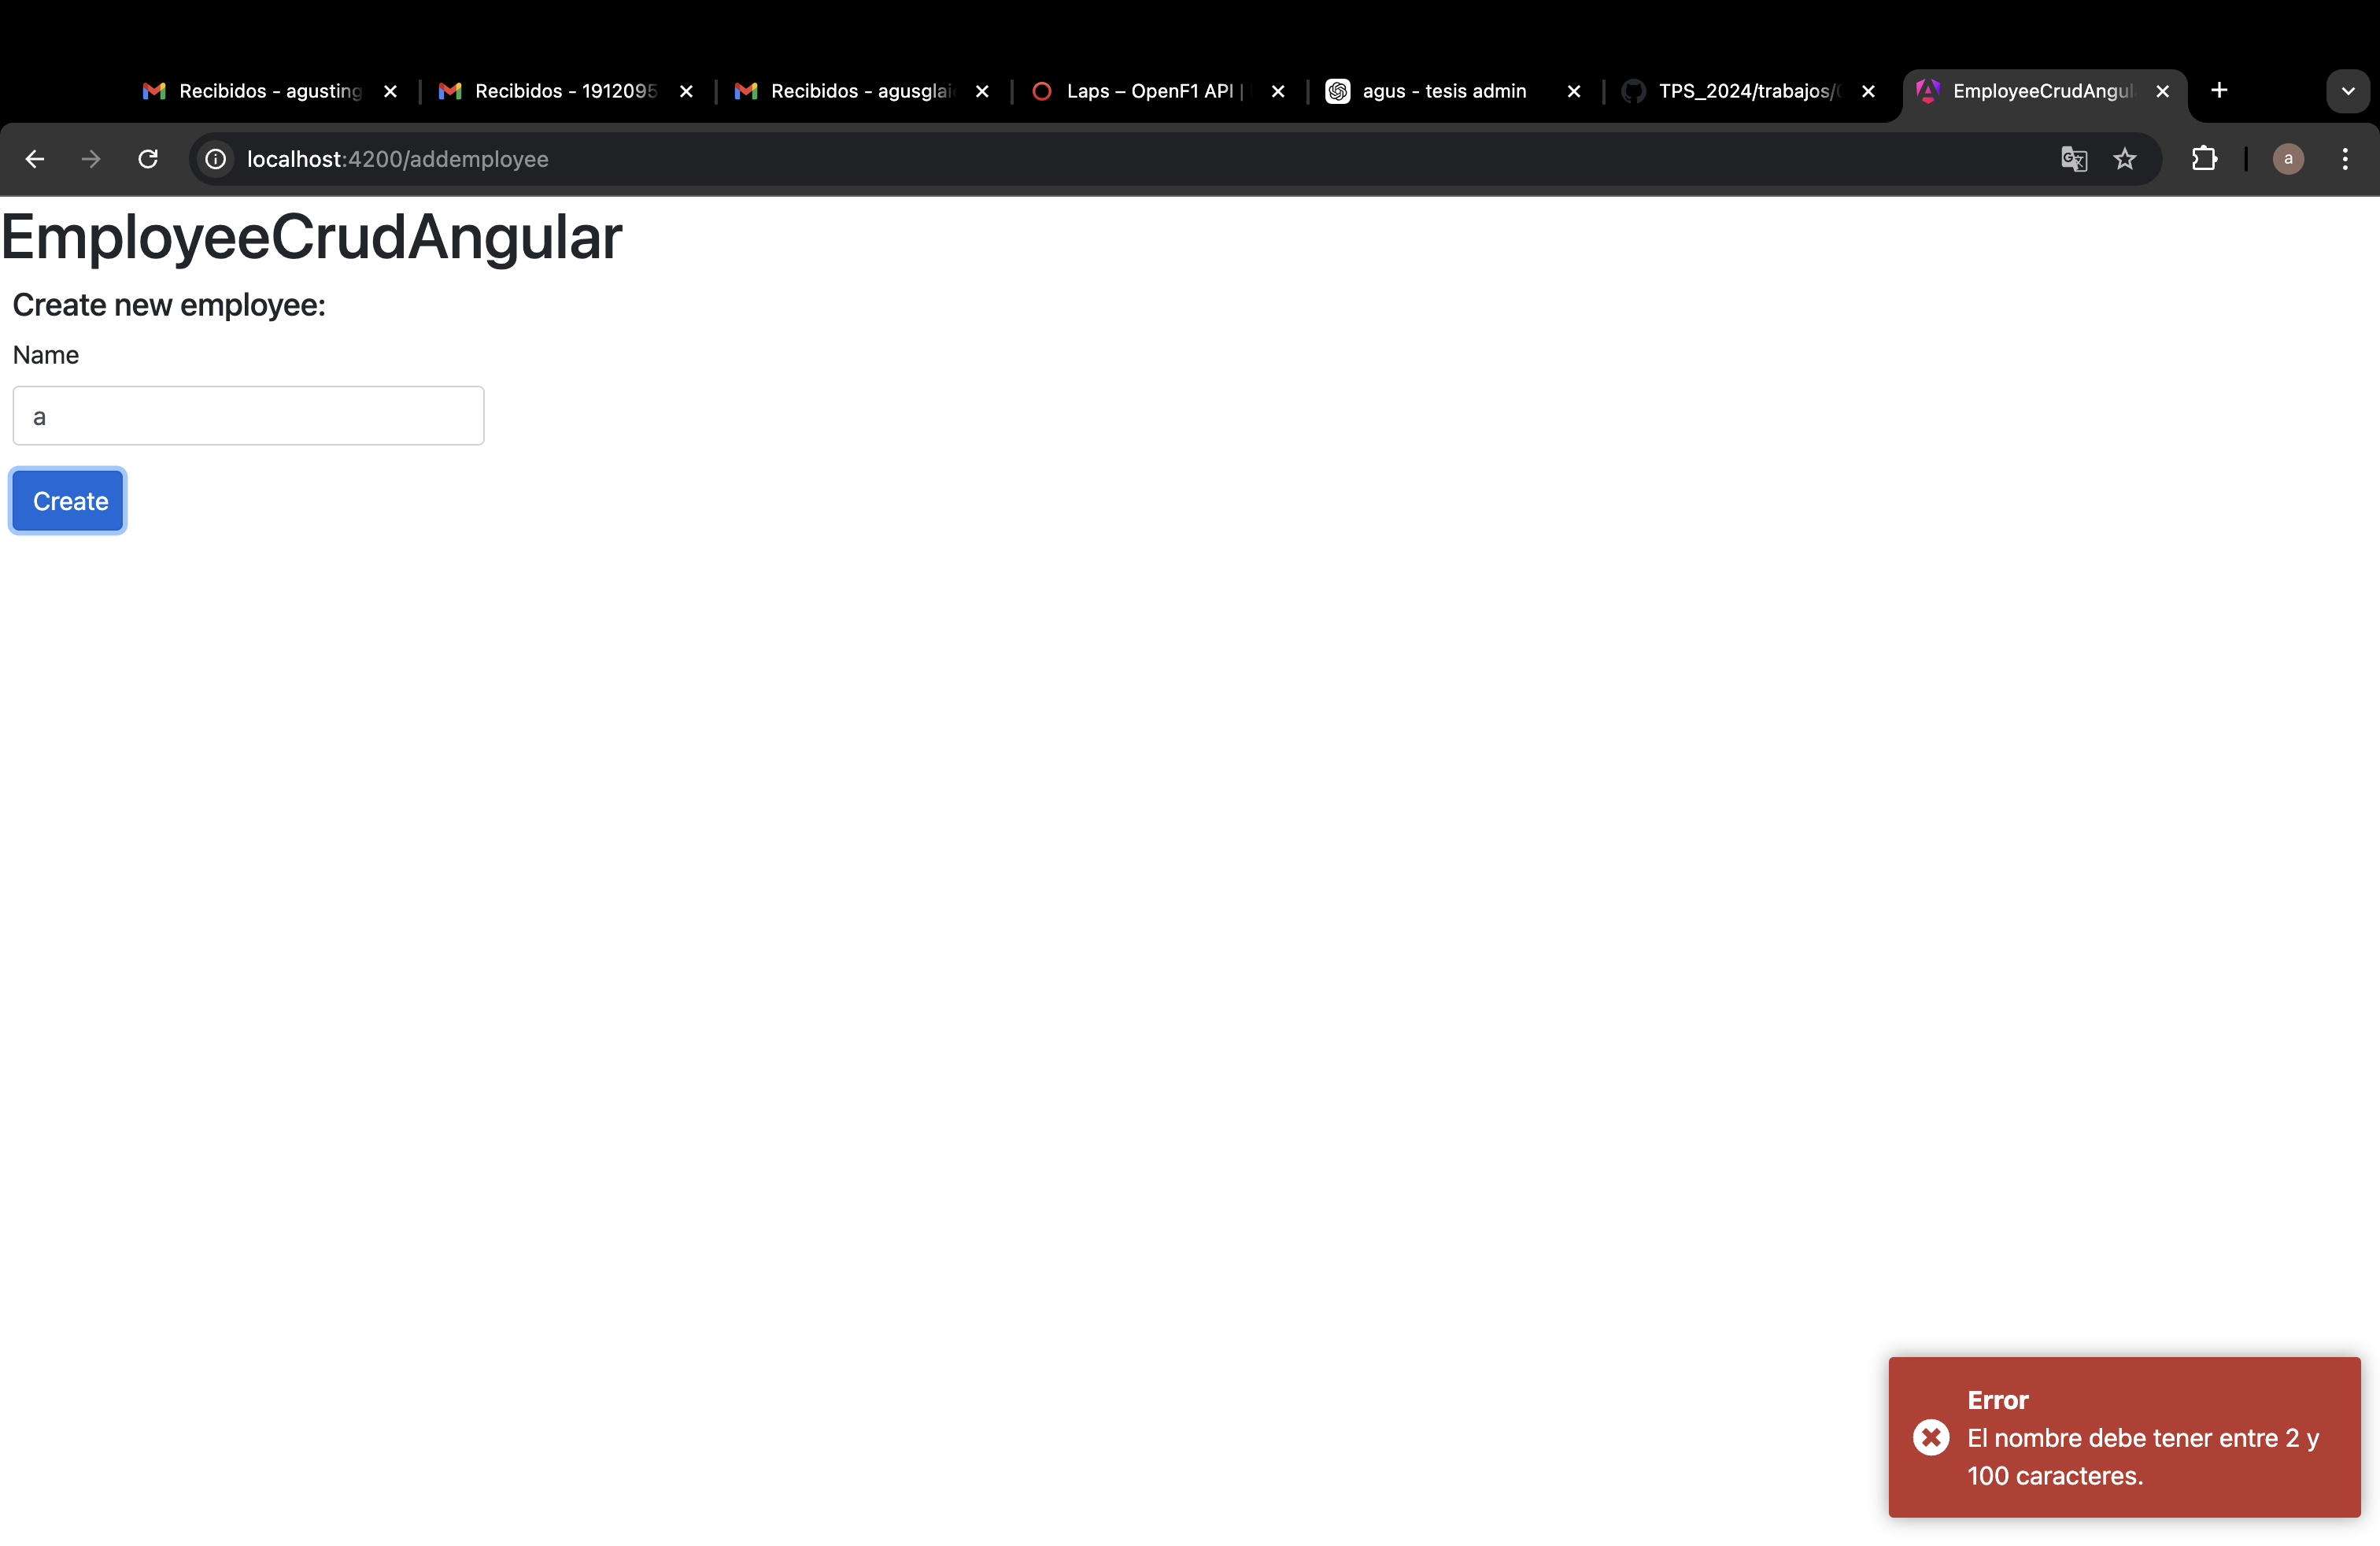 Recibidos - agusting
Recibidos - 1912095
Recibidos - agusglai
Laps – OpenF1 API |
agus - tesis admin
TPS_2024/trabajos/
EmployeeCrudAngul
localhost:4200/addemployee
a
EmployeeCrudAngular
Create new employee:
Name
a
Create
Error
El nombre debe tener entre 2 y
100 caracteres.